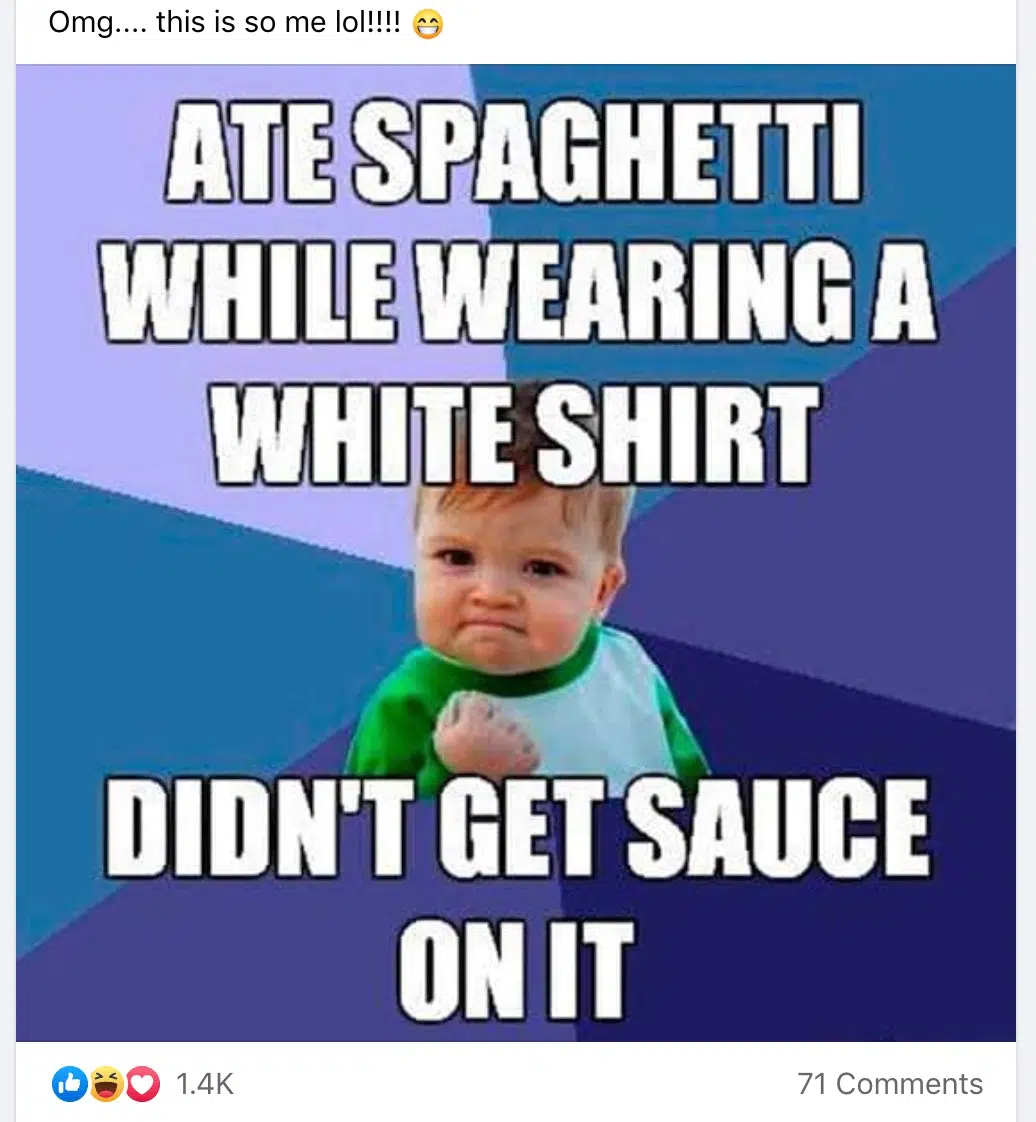 Omg.... this is so me lol!!!! 😁
ATE SPAGHETTI
WHILE WEARING A
WHITE SHIRT
DIDN'T GET SAUCE
ON IT
1.4K 71 Comments